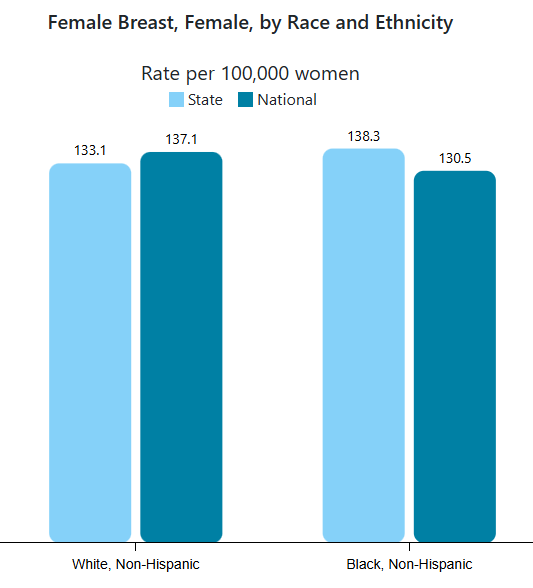 Female Breast, Female, by Race and Ethnicity
Rate per 100,000 women
State National
133.1 137.1 138.3 130.5
White, Non-Hispanic Black, Non-Hispanic